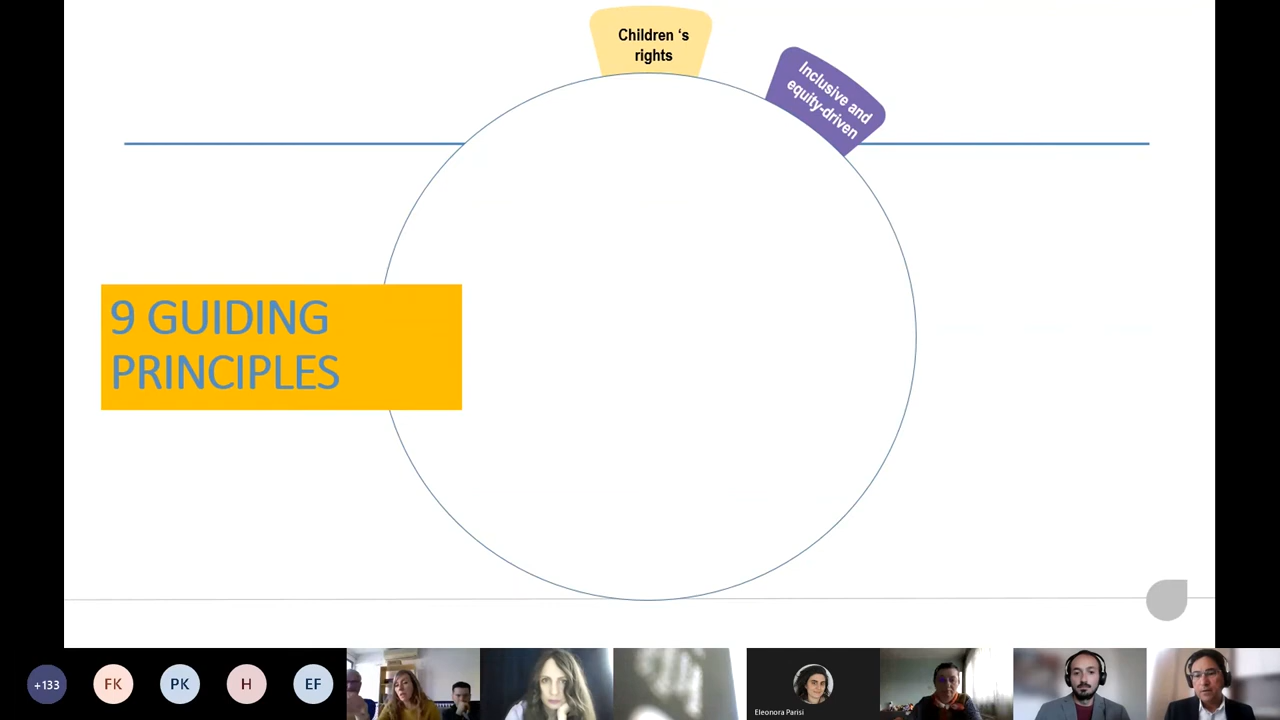 Children ‘s
rights
Inclusive and
equity-driven
9 GUIDING
PRINCIPLES
+133
FK
PK
H
EF
Eleonora Parisi